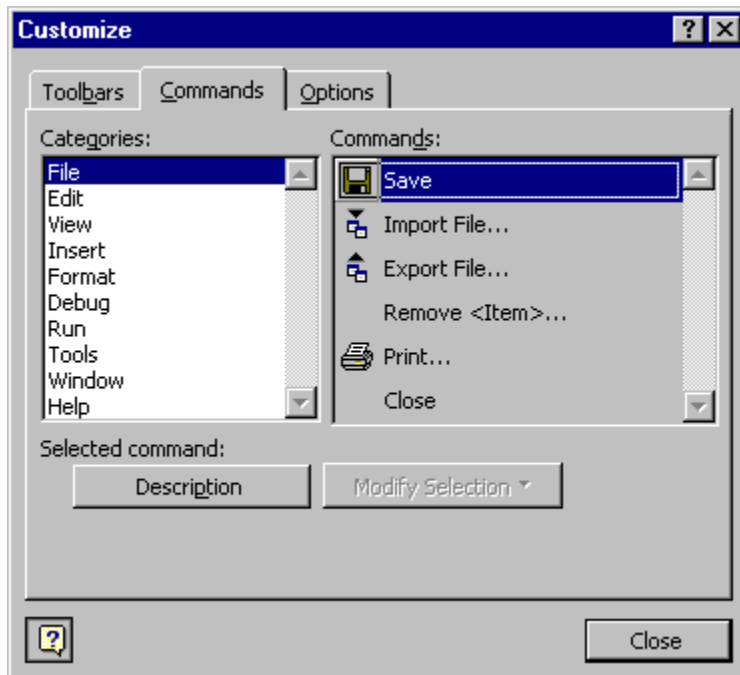 Customize
Toolbars Commands Options
Categories: Commands:
File
Edit
View
Insert
Format
Debug
Run
Tools
Window
Help
Save
Import File...
Export File...
Remove <Item>...
Print...
Close
Selected command:
Description Modify Selection
Close